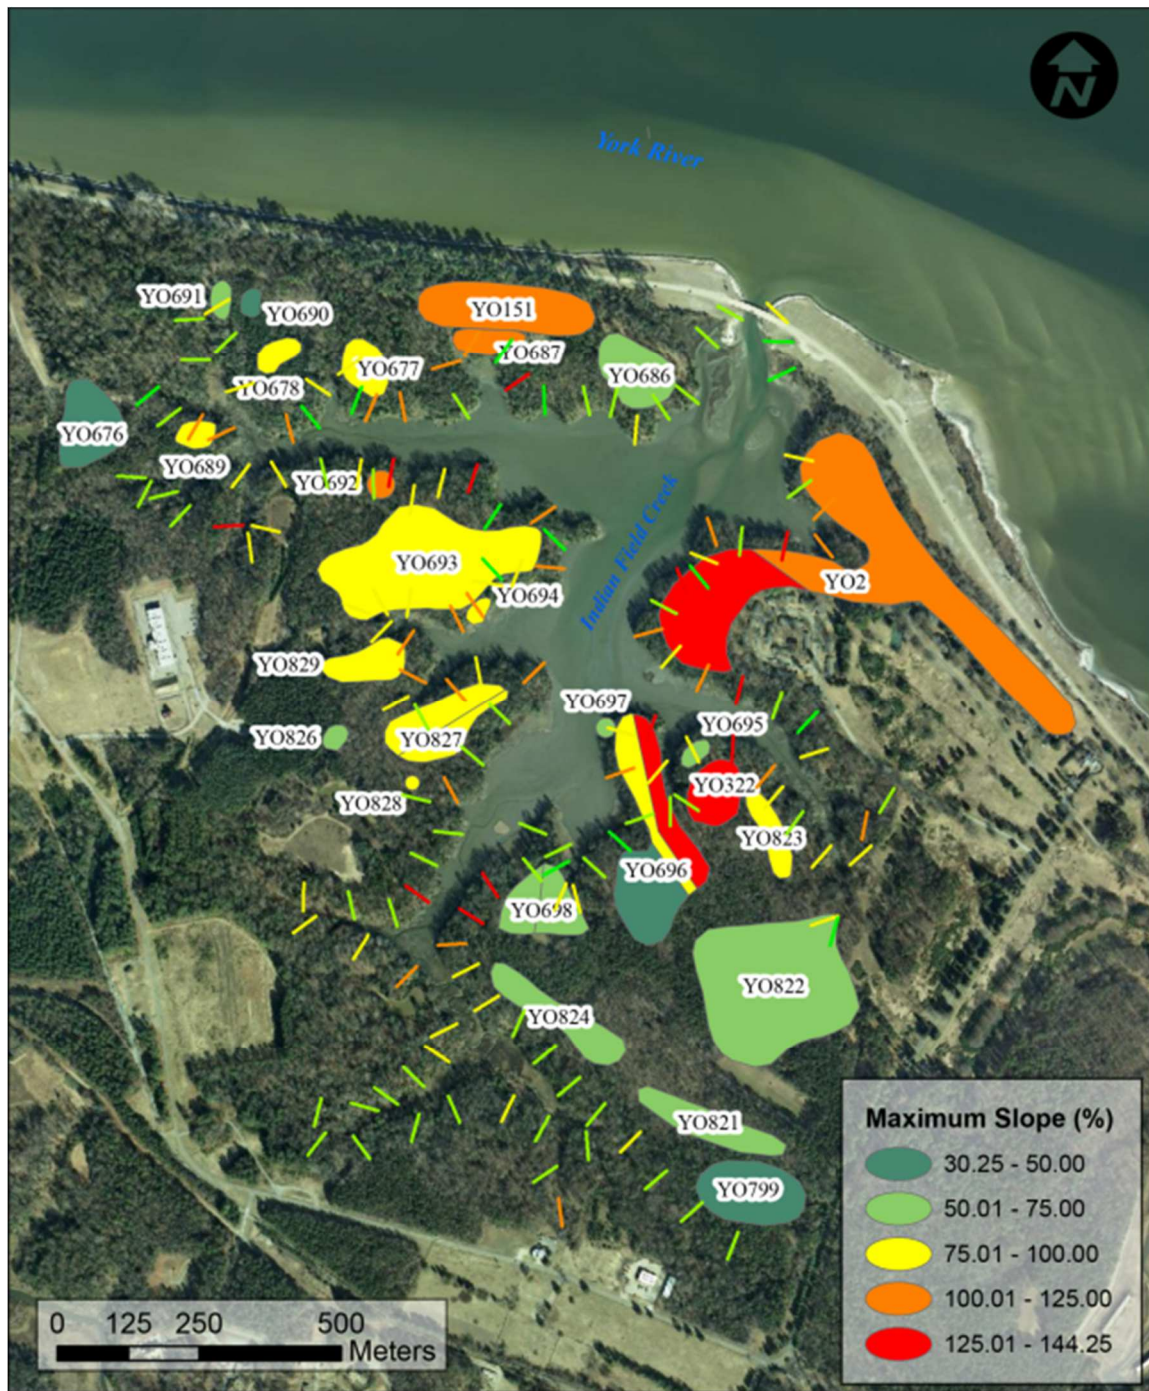 N
York River
YO691
YO690
YO151
YO687
YO678
YO677
YO686
YO676
YO689
YO692
Indian Field Creek
YO693
YO694
YO2
YO829
YO697
YO826
YO827
YO695
YO828
YO322
YO823
YO696
YO698
YO822
YO824
YO821
YO799
Maximum Slope (%)
30.25 - 50.00
50.01 - 75.00
75.01 - 100.00
100.01 - 125.00
125.01 - 144.25
0 125 250 500
Meters